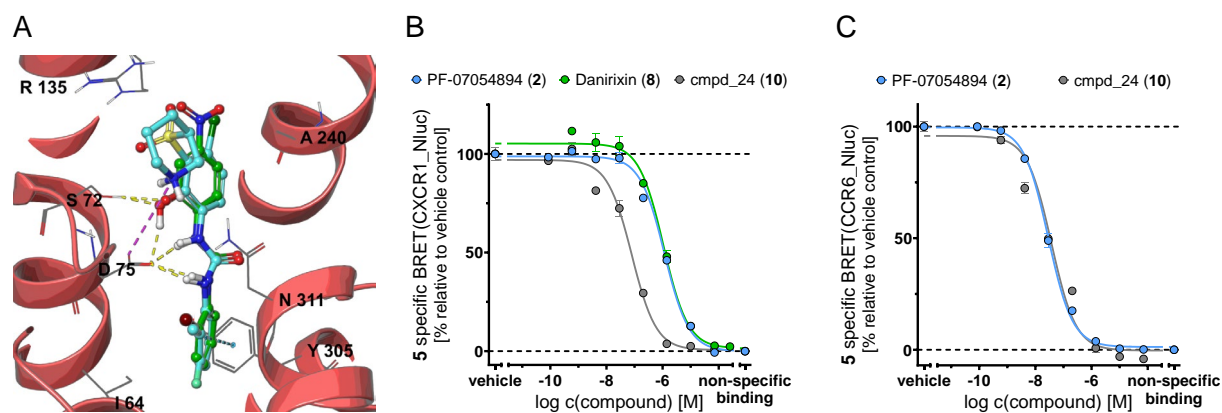 A
R 135
A 240
S 72
D 75
N 311
Y 305
I 64
B
PF-07054894 (2) Danirixin (8) cmpd_24 (10)
5 specific BRET(CXCR1_Nluc)
[% relative to vehicle control]
100
50
0
vehicle -10 -8 -6 non-specific
binding
log c(compound) [M]
C
PF-07054894 (2) cmpd_24 (10)
5 specific BRET(CCR6_Nluc)
[% relative to vehicle control]
100
50
0
vehicle -10 -8 -6 non-specific
binding
log c(compound) [M]